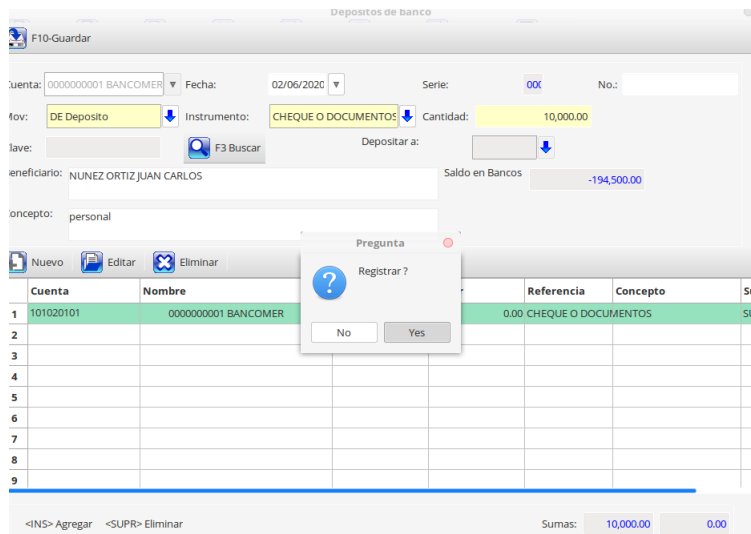 Depositos de banco
F10-Guardar
Cuenta: 0000000001 BANCOMER Fecha: 02/06/2020 Serie: 000 No.:
Mov: DE Deposito Instrumento: CHEQUE O DOCUMENTOS Cantidad: 10,000.00
Clave: F3 Buscar Depositar a:
Beneficiario: NUNEZ ORTIZ JUAN CARLOS Saldo en Bancos -194,500.00
Concepto: personal
Pregunta
Registrar ?
No Yes
Nuevo Editar Eliminar
Cuenta Nombre Referencia Concepto
1 101020101 0000000001 BANCOMER 0.00 CHEQUE O DOCUMENTOS
2
3
4
5
6
7
8
9
<INS> Agregar <SUPR> Eliminar Sumas: 10,000.00 0.00